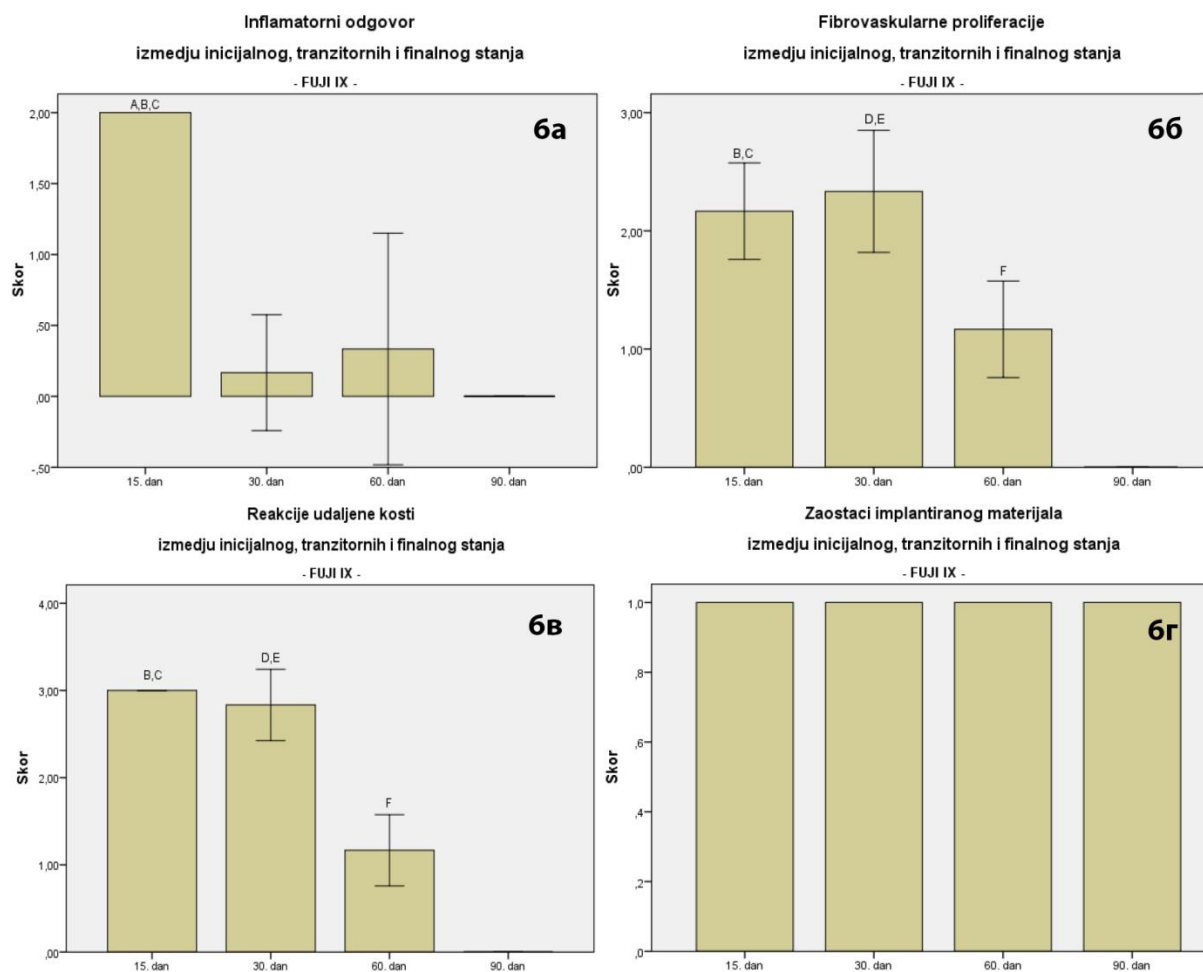 Inflamatorni odgovor
izmedju inicijalnog, tranzitornih i finalnog stanja
- FUJI IX -
6а
A,B,C
2,00
1,50
1,00
,50
,00
-,50
Skor
15. dan
30. dan
60. dan
90. dan
Fibrovaskularne proliferacije
izmedju inicijalnog, tranzitornih i finalnog stanja
- FUJI IX -
6б
B,C
D,E
F
3,00
2,00
1,00
,00
Skor
15. dan
30. dan
60. dan
90. dan
Reakcije udaljene kosti
izmedju inicijalnog, tranzitornih i finalnog stanja
- FUJI IX -
6в
B,C
D,E
F
4,00
3,00
2,00
1,00
,00
Skor
15. dan
30. dan
60. dan
90. dan
Zaostaci implantiranog materijala
izmedju inicijalnog, tranzitornih i finalnog stanja
- FUJI IX -
6г
1,0
,8
,6
,4
,2
,0
Skor
15. dan
30. dan
60. dan
90. dan